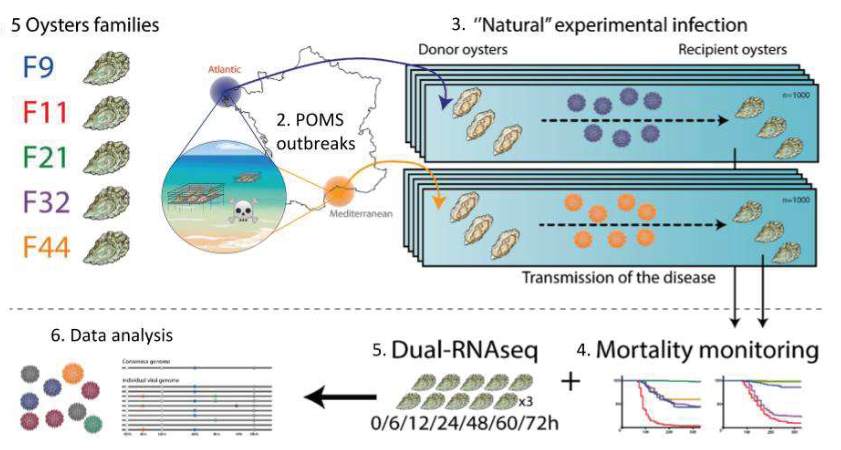 5 Oysters families
F9
F11
F21
F32
F44
Atlantic
2. POMS
outbreaks
Mediterranean
3. "Natural" experimental infection
Donor oysters
Recipient oysters
n=1000
n=1000
Transmission of the disease
6. Data analysis
Consensus genome
Individual viral genome
5. Dual-RNAseq
x3
0/6/12/24/48/60/72h
+
4. Mortality monitoring